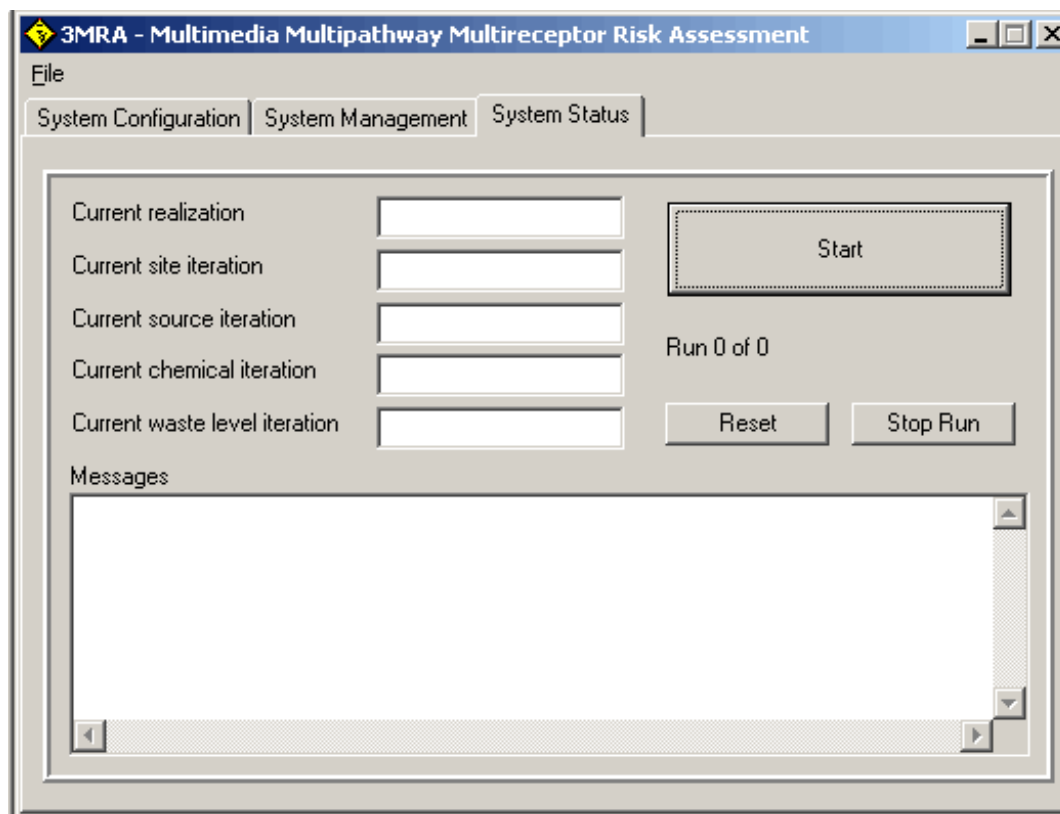 3MRA - Multimedia Multipathway Multireceptor Risk Assessment
File
System Configuration System Management System Status
Current realization
Start
Current site iteration
Current source iteration
Run 0 of 0
Current chemical iteration
Current waste level iteration
Reset Stop Run
Messages